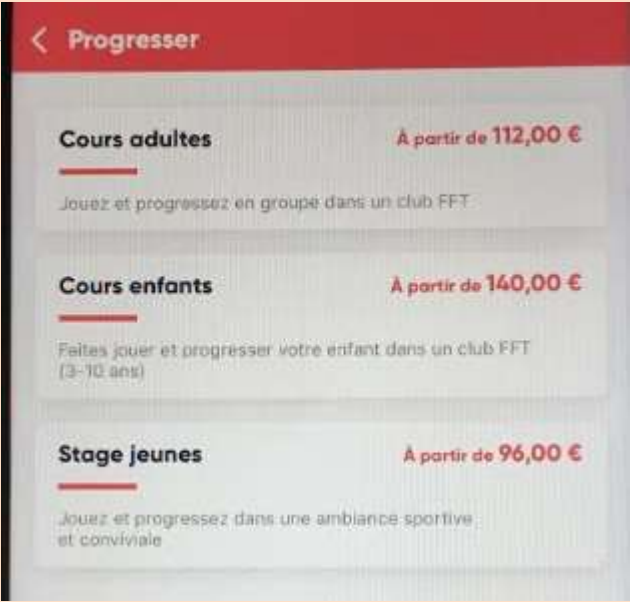 Progresser
Cours adultes À partir de 112,00 €
Jouez et progressez en groupe dans un club FFT
Cours enfants À partir de 140,00 €
Faites jouer et progresser votre enfant dans un club FFT
(3-10 ans)
Stage jeunes À partir de 96,00 €
Jouez et progressez dans une ambiance sportive
et conviviale